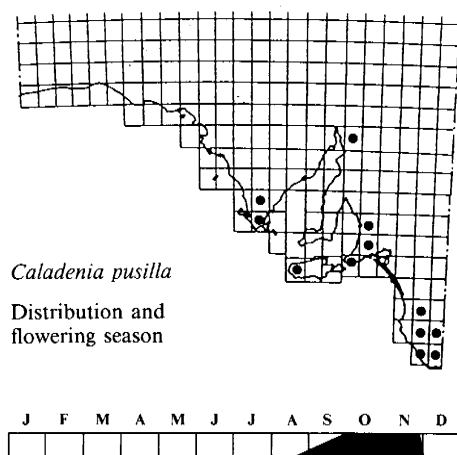 Caladenia pusilla
Distribution and
flowering season
J F M A M J J A S O N D